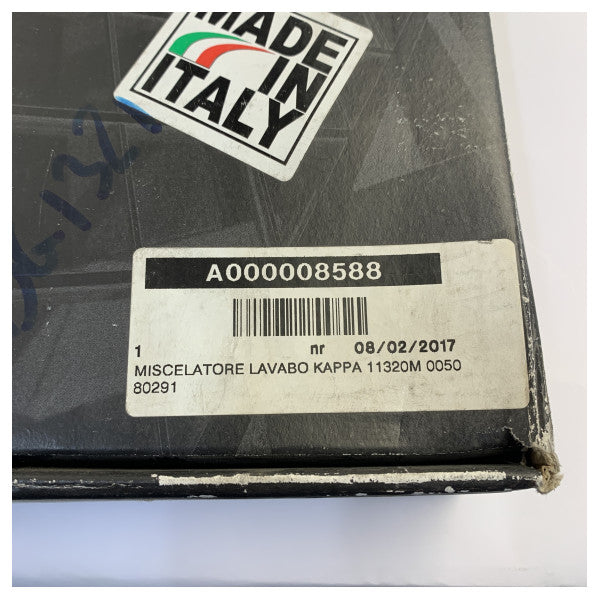 MADE
IN
ITALY
A000008588
1 nr 08/02/2017
MISCELATORE LAVABO KAPPA 11320M 0050
80291